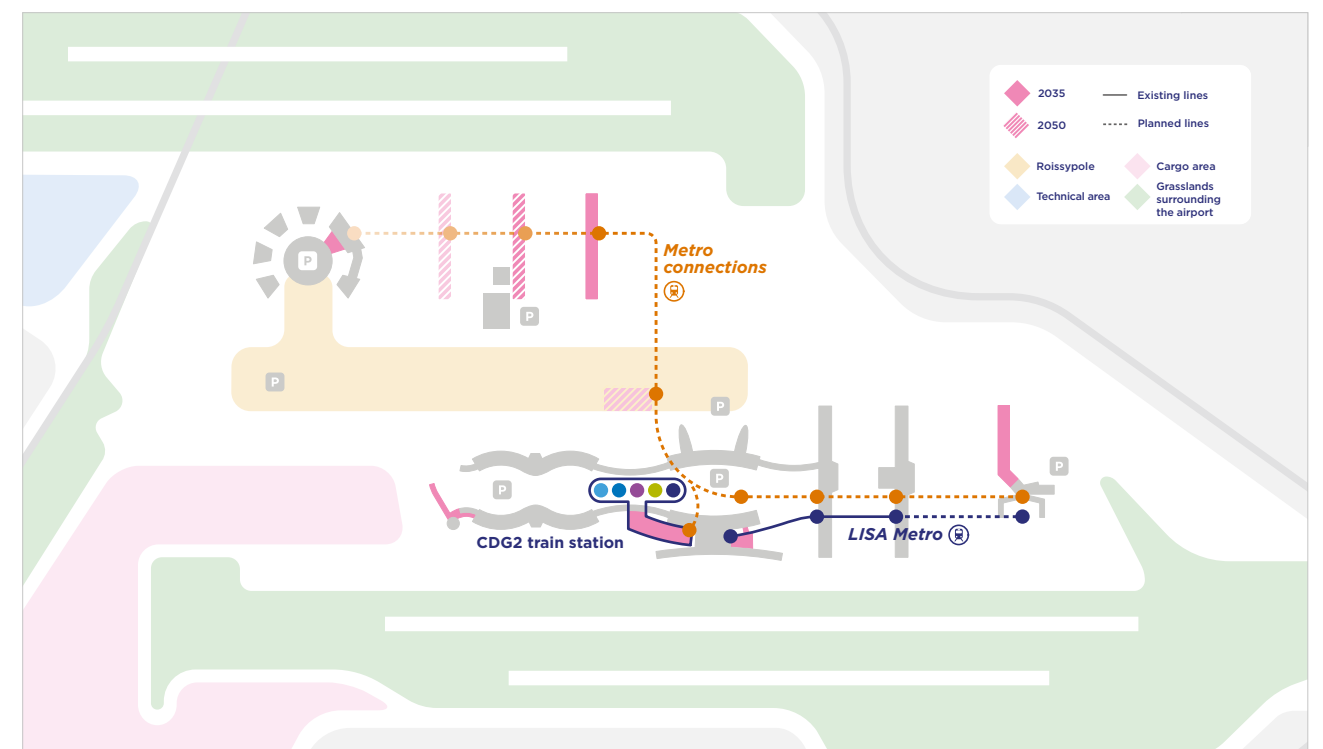 2035
Existing lines
2050
Planned lines
Roissypole
Cargo area
Technical area
Grasslands
surrounding
the airport
P
Metro
connections
P
P
P
P
P
P
CDG2 train station
LISA Metro